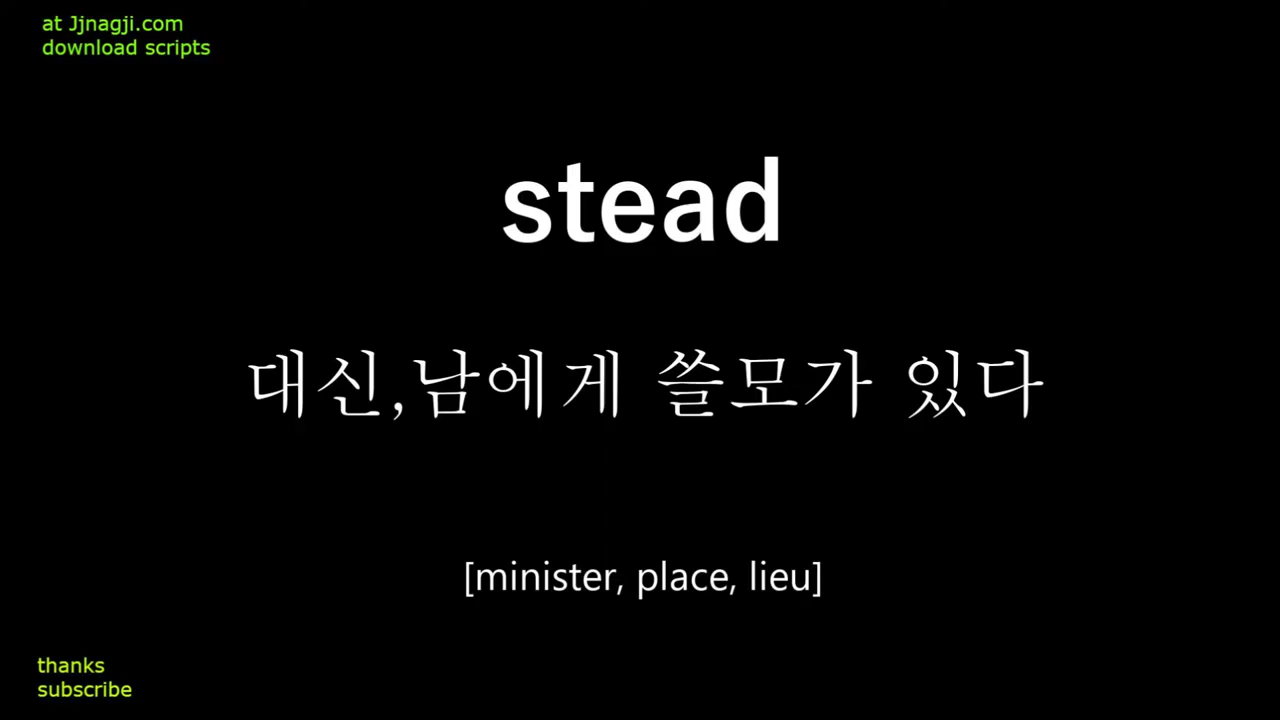 at Jjnagji.com
download scripts
stead
대신,남에게 쓸모가 있다
[minister, place, lieu]
thanks
subscribe